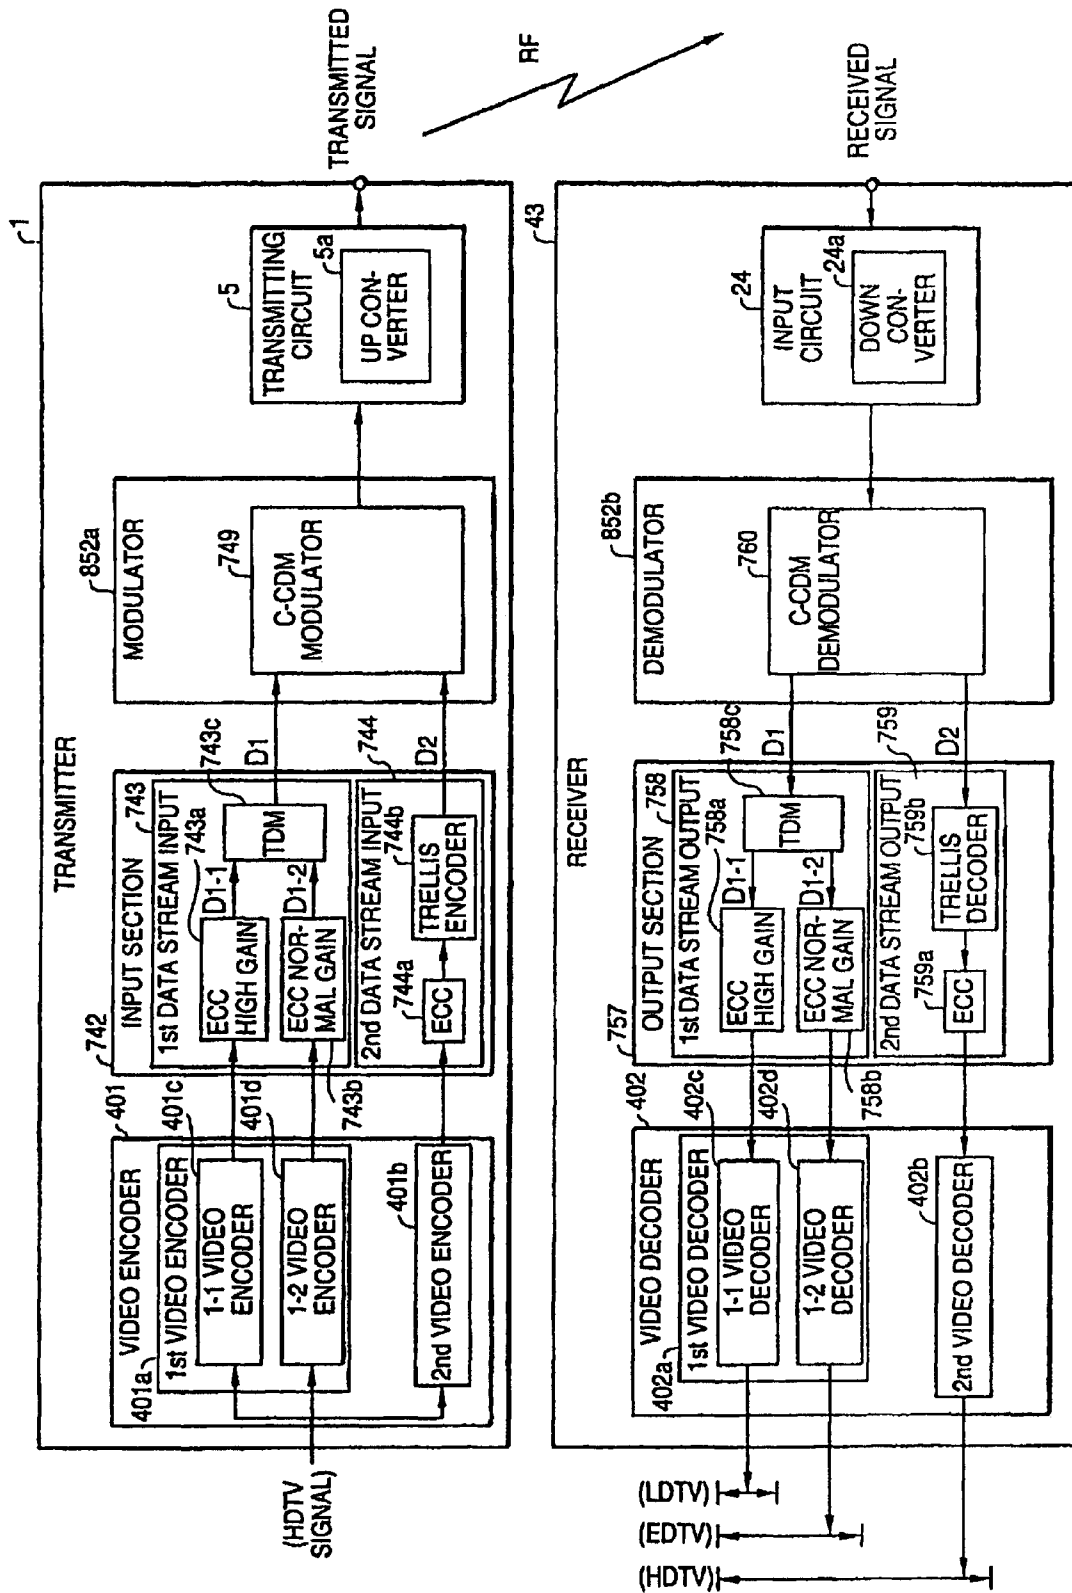 1
TRANSMITTER
(HDTV
SIGNAL)
401
VIDEO ENCODER
401a
1st VIDEO ENCODER
401c
1-1 VIDEO
ENCODER
401d
1-2 VIDEO
ENCODER
401b
2nd VIDEO ENCODER
742
INPUT SECTION
743
1st DATA STREAM INPUT
743a
ECC
HIGH GAIN
D1-1
743c
TDM
ECC NOR-
MAL GAIN
743b
D1-2
744
2nd DATA STREAM INPUT
744a
ECC
744b
TRELLIS
ENCODER
D1
D2
852a
MODULATOR
749
C-CDM
MODULATOR
5
TRANSMITTING
CIRCUIT
5a
UP CON-
VERTER
TRANSMITTED
SIGNAL
RF
43
RECEIVER
(LDTV)
(EDTV)
(HDTV)
402
VIDEO DECODER
402a
1st VIDEO DECODER
402c
1-1 VIDEO
DECODER
402d
1-2 VIDEO
DECODER
402b
2nd VIDEO DECODER
757
OUTPUT SECTION
758
1st DATA STREAM OUTPUT
758a
ECC
HIGH GAIN
D1-1
758c
TDM
ECC NOR-
MAL GAIN
758b
D1-2
759
2nd DATA STREAM OUTPUT
759a
ECC
759b
TRELLIS
DECODER
D1
D2
852b
DEMODULATOR
760
C-CDM
DEMODULATOR
24
INPUT
CIRCUIT
24a
DOWN
CON-
VERTER
RECEIVED
SIGNAL